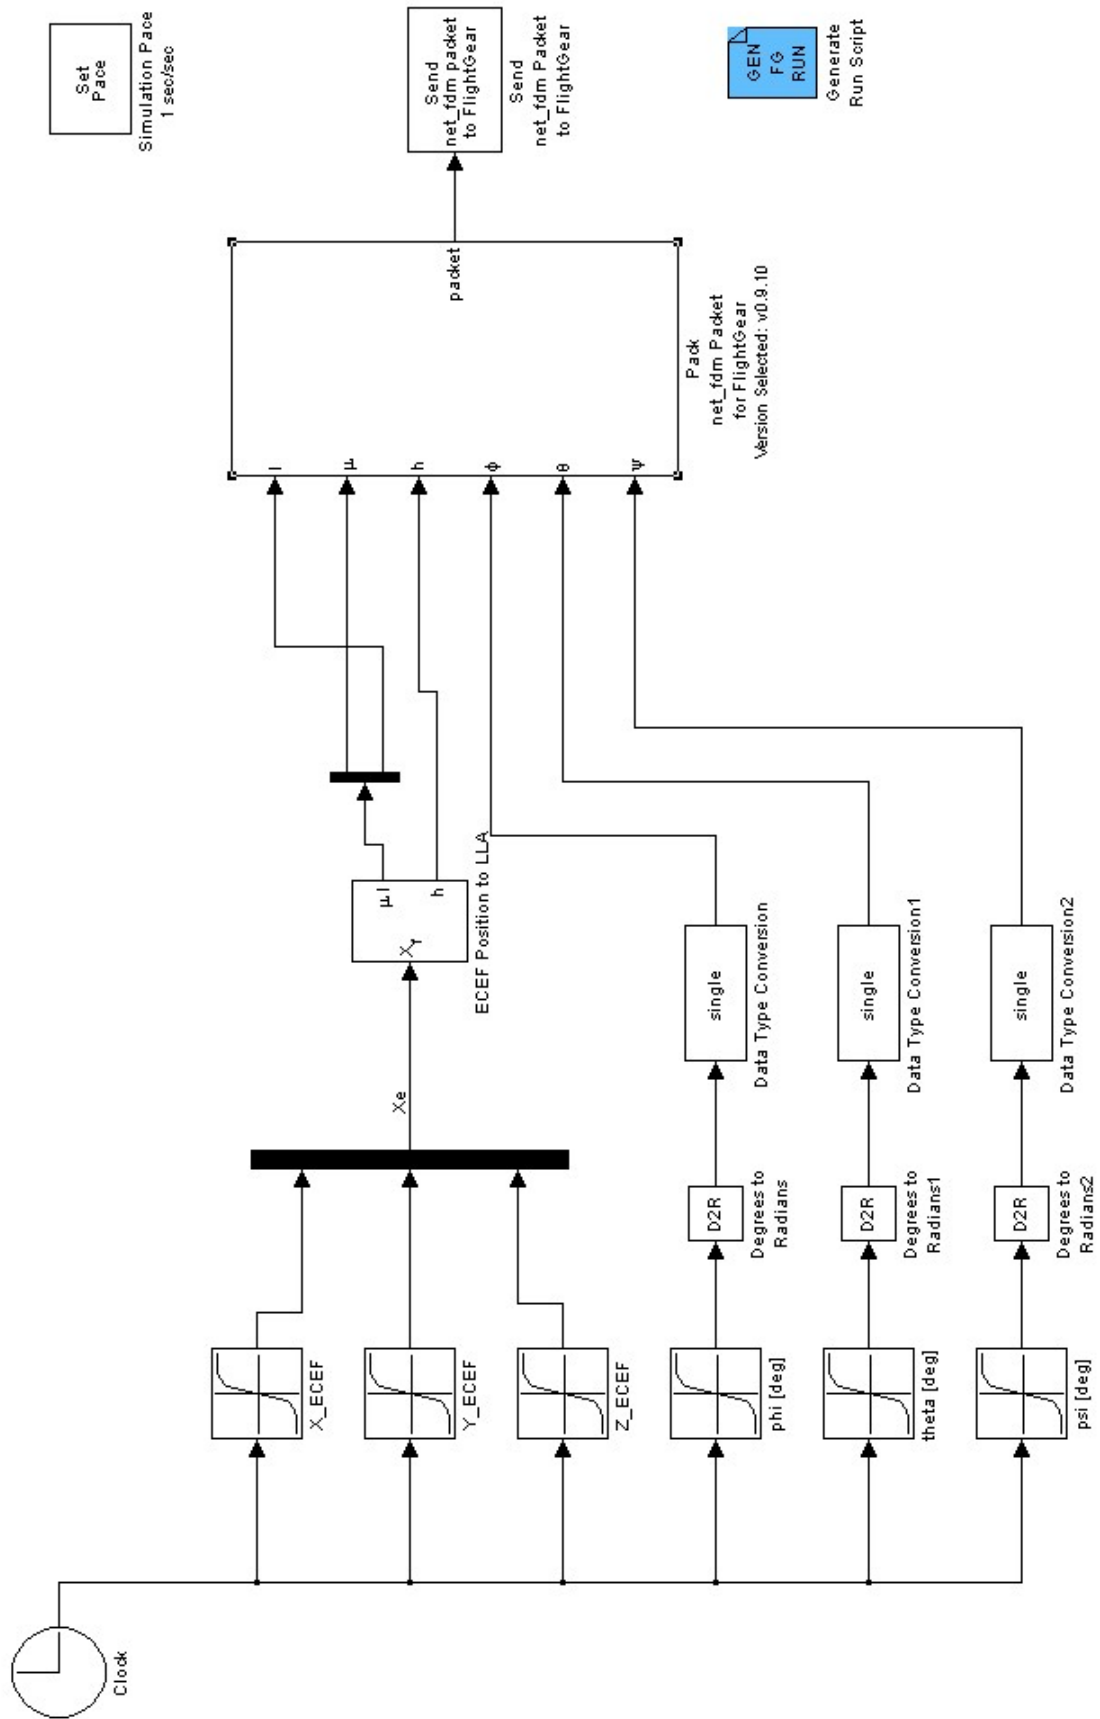 Clock
X_ECEF
Y_ECEF
Z_ECEF
phi [deg]
theta [deg]
psi [deg]
D2R
Degrees to
Radians
D2R
Degrees to
Radians1
D2R
Degrees to
Radians2
Xe
single
Data Type Conversion
single
Data Type Conversion1
single
Data Type Conversion2
X_f
μ l
h
ECEF Position to LLA
l
μ
h
ϕ
θ
ψ
packet
Pack
net_fdm Packet
for FlightGear
Version Selected: v0.9.10
Set
Pace
Simulation Pace
1 sec/sec
Send
net_fdm packet
to FlightGear
Send
net_fdm Packet
to FlightGear
GEN
FG
RUN
Generate
Run Script